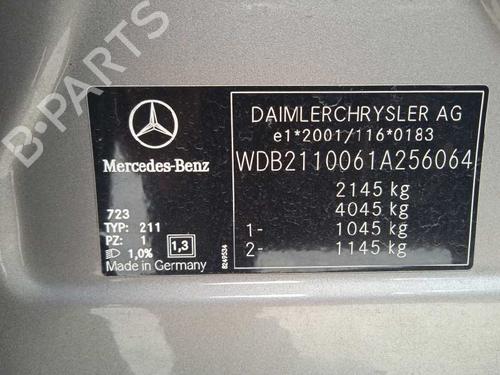 B-PARTS
Mercedes-Benz
723
TYP: 211
PZ: 1
1,0%
1,3
Made in Germany
8249534
DAIMLERCHRYSLER AG
e1*2001/116*0183
WDB2110061A256064
2145 kg
4045 kg
1- 1045 kg
2- 1145 kg